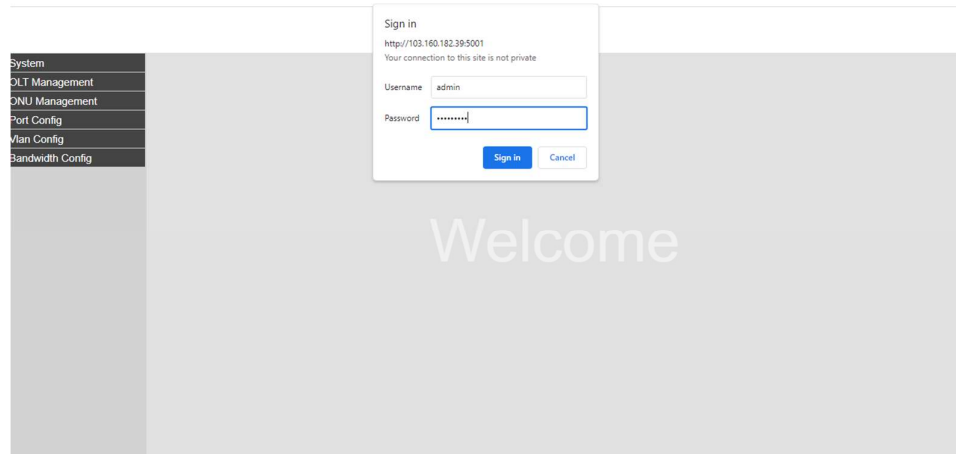 Sign in
http://103.160.182.39:5001
Your connection to this site is not private
Username admin
Password •••••••••
Sign in Cancel
System
OLT Management
ONU Management
Port Config
Vlan Config
Bandwidth Config
Welcome